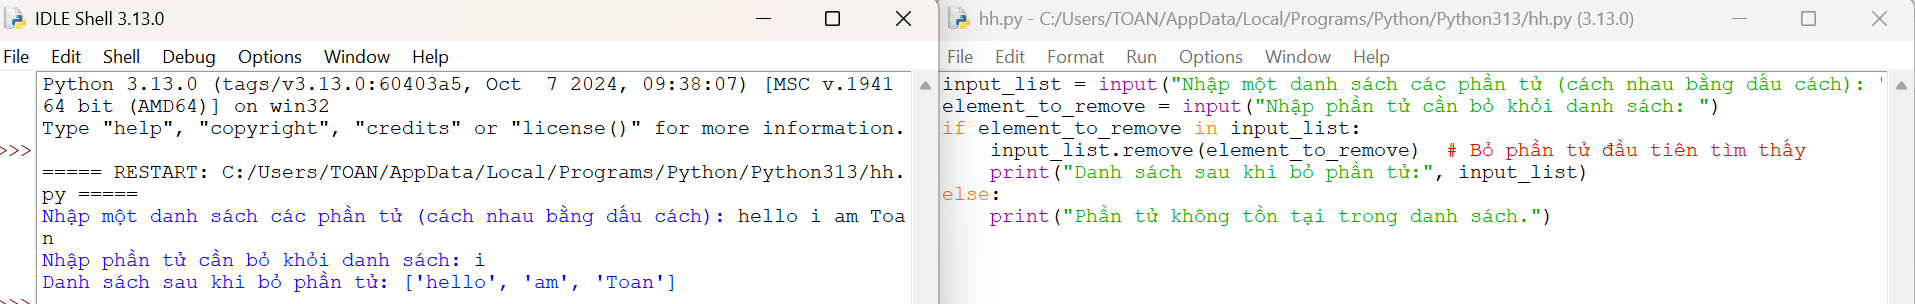 IDLE Shell 3.13.0
File Edit Shell Debug Options Window Help
Python 3.13.0 (tags/v3.13.0:60403a5, Oct  7 2024, 09:38:07) [MSC v.1941
64 bit (AMD64)] on win32
Type "help", "copyright", "credits" or "license()" for more information.
>>>
===== RESTART: C:/Users/TOAN/AppData/Local/Programs/Python/Python313/hh.
py =====
Nhập một danh sách các phần tử (cách nhau bằng dấu cách): hello i am Toa
n
Nhập phần tử cần bỏ khỏi danh sách: i
Danh sách sau khi bỏ phần tử: ['hello', 'am', 'Toan']
>>>
hh.py - C:/Users/TOAN/AppData/Local/Programs/Python/Python313/hh.py (3.13.0)
File Edit Format Run Options Window Help
input_list = input("Nhập một danh sách các phần tử (cách nhau bằng dấu cách): "
element_to_remove = input("Nhập phần tử cần bỏ khỏi danh sách: ")
if element_to_remove in input_list:
    input_list.remove(element_to_remove)  # Bỏ phần tử đầu tiên tìm thấy
    print("Danh sách sau khi bỏ phần tử:", input_list)
else:
    print("Phần tử không tồn tại trong danh sách.")